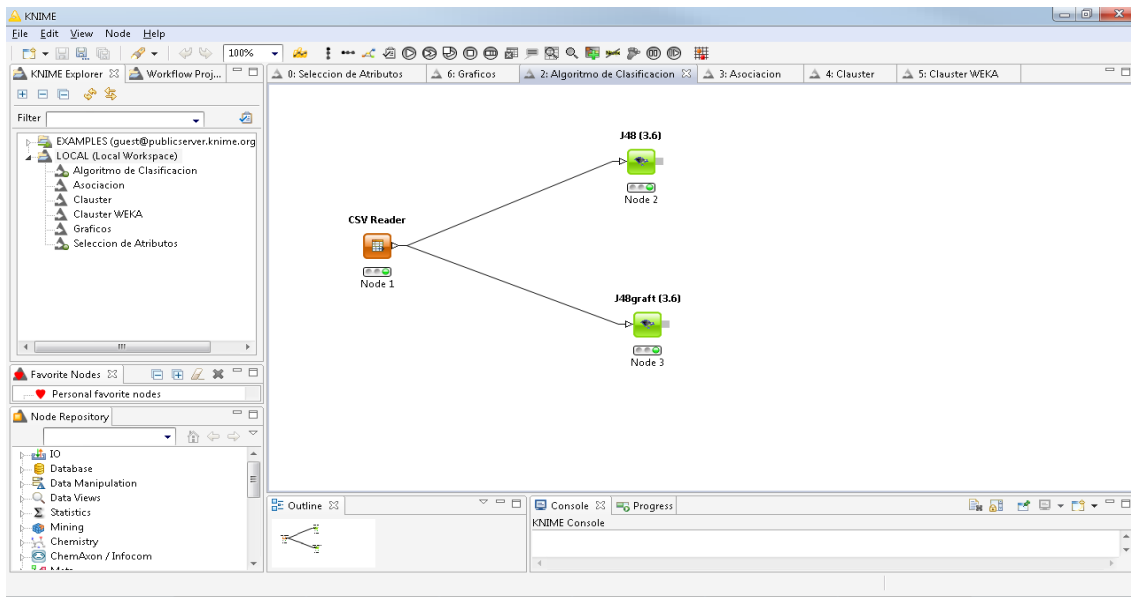 KNIME
File Edit View Node Help
100%
KNIME Explorer Workflow Proj...
Filter
EXAMPLES (guest@publicserver.knime.org
LOCAL (Local Workspace)
Algoritmo de Clasificacion
Asociacion
Clauster
Clauster WEKA
Graficos
Seleccion de Atributos
Favorite Nodes
Personal favorite nodes
Node Repository
IO
Database
Data Manipulation
Data Views
Statistics
Mining
Chemistry
ChemAxon / Infocom
0: Seleccion de Atributos 6: Graficos 2: Algoritmo de Clasificacion 3: Asociacion 4: Clauster 5: Clauster WEKA
J48 (3.6)
Node 2
CSV Reader
Node 1
J48graft (3.6)
Node 3
Outline
Console Progress
KNIME Console